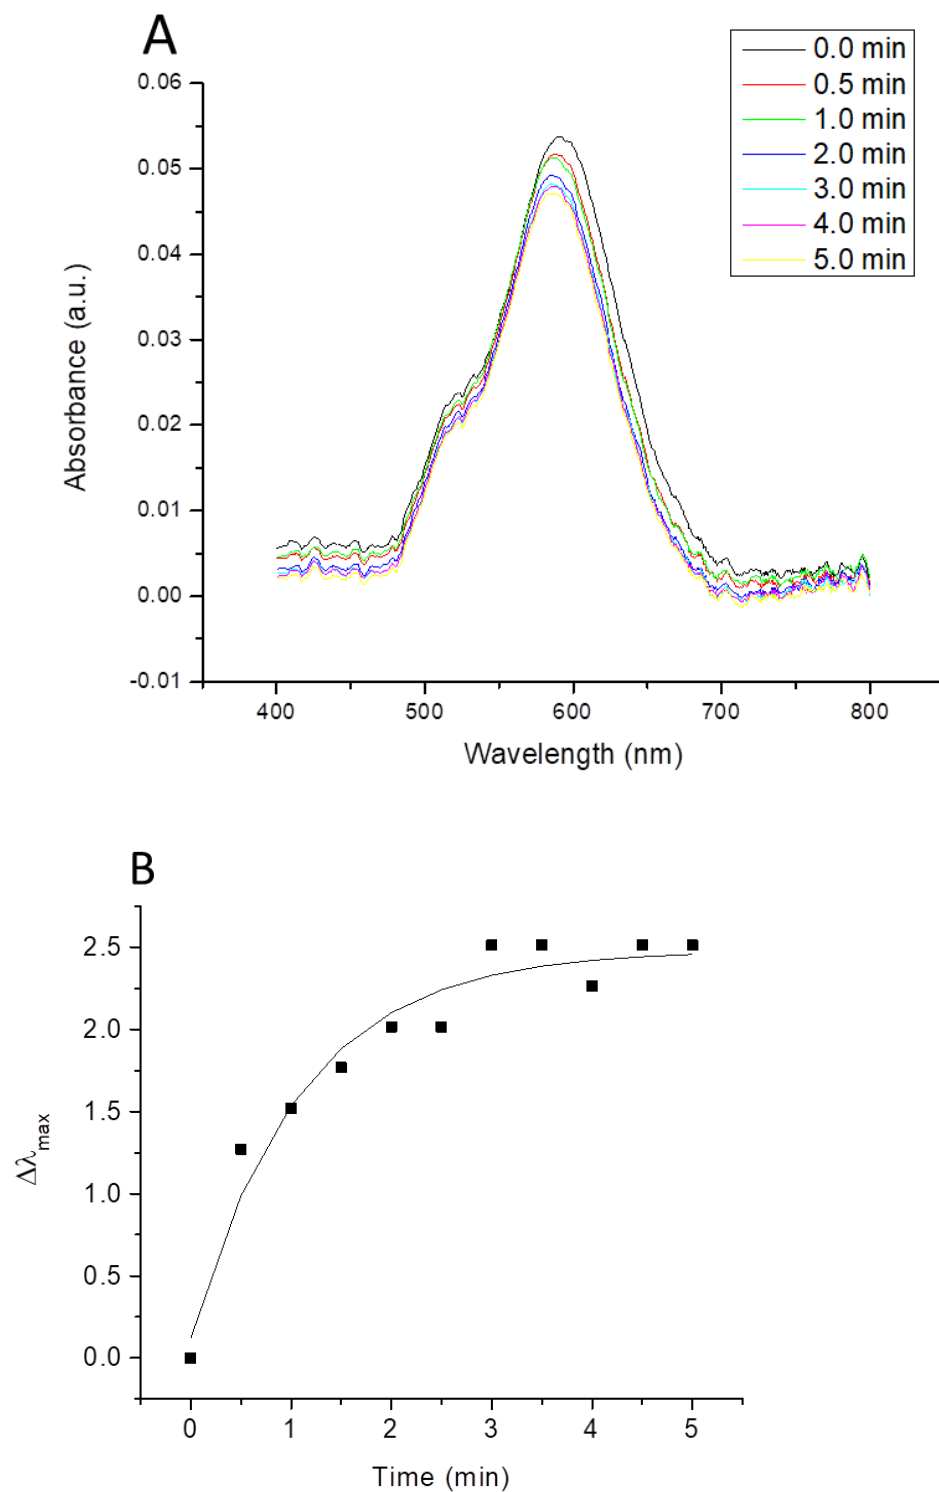 A
0.0 min
0.5 min
1.0 min
2.0 min
3.0 min
4.0 min
5.0 min
0.06
0.05
0.04
0.03
0.02
0.01
0.00
-0.01
Absorbance (a.u.)
400 500 600 700 800
Wavelength (nm)
B
2.5
2.0
1.5
1.0
0.5
0.0
Δλmax
0 1 2 3 4 5
Time (min)